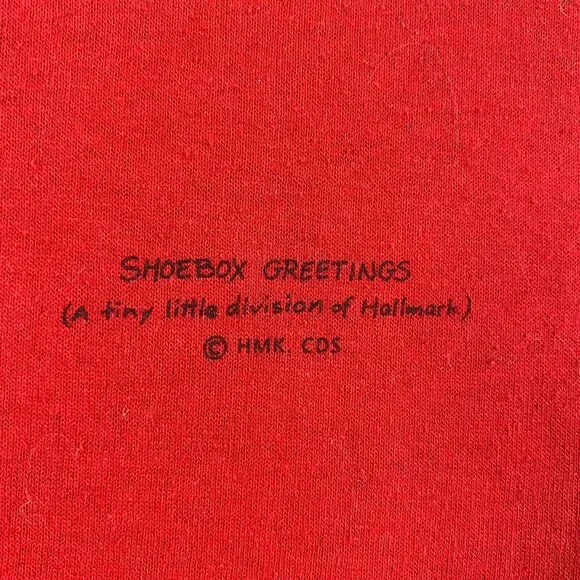 SHOEBOX GREETINGS
(A tiny little division of Hallmark.)
© HMK. CDS